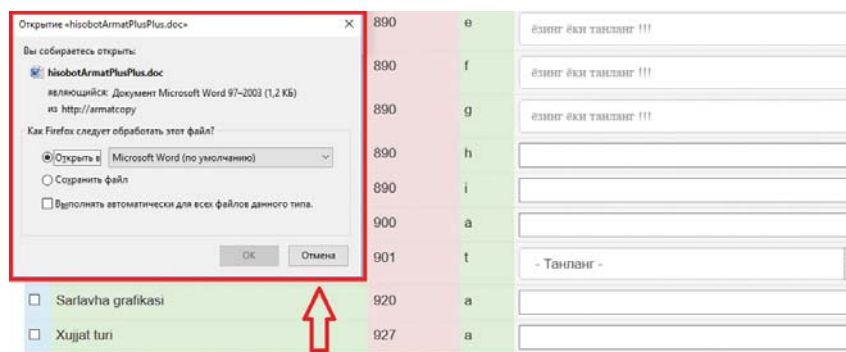 Открытие «hisobotArmatPlusPlus.doc»
Вы собираетесь открыть:
hisobotArmatPlusPlus.doc
являющийся: Документ Microsoft Word 97–2003 (1,2 КБ)
из http://armatcopy
Как Firefox следует обработать этот файл?
Открыть в Microsoft Word (по умолчанию)
Сохранить файл
Выполнять автоматически для всех файлов данного типа.
ОК Отмена
890 e ёзинг ёки танланг !!!
890 f ёзинг ёки танланг !!!
890 g ёзинг ёки танланг !!!
890 h
890 i
900 a
901 t - Танланг -
Sarlavha grafikasi 920 a
Xujjat turi 927 a